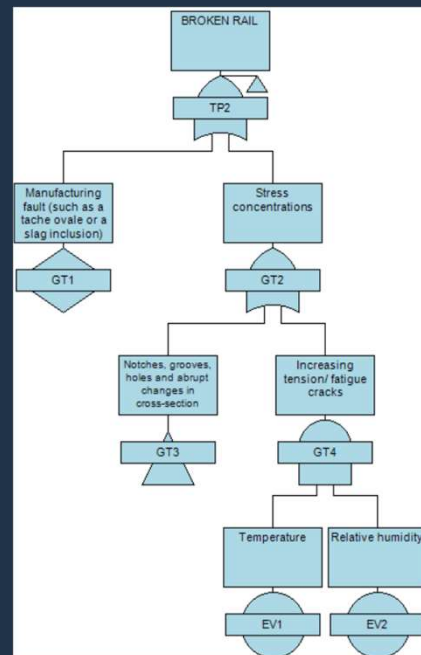 BROKEN RAIL
TP2
Manufacturing
fault (such as a
tache ovale or a
slag inclusion)
GT1
Stress
concentrations
GT2
Notches, grooves,
holes and abrupt
changes in
cross-section
GT3
Increasing
tension/ fatigue
cracks
GT4
Temperature
EV1
Relative humidity
EV2